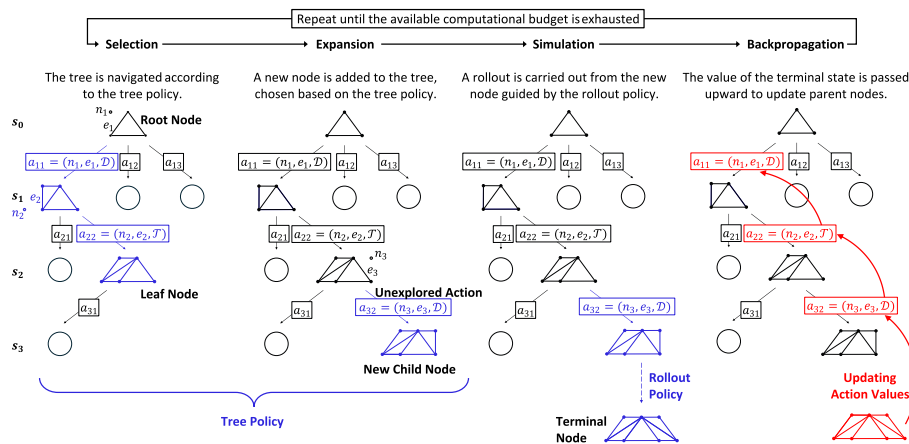 Repeat until the available computational budget is exhausted
Selection
Expansion
Simulation
Backpropagation
The tree is navigated according
to the tree policy.
A new node is added to the tree,
chosen based on the tree policy.
A rollout is carried out from the new
node guided by the rollout policy.
The value of the terminal state is passed
upward to update parent nodes.
s₀
n₁
e₁
Root Node
a₁₁ = (n₁, e₁, 𝒟)
a₁₂
a₁₃
a₁₁ = (n₁, e₁, 𝒟)
a₁₂
a₁₃
a₁₁ = (n₁, e₁, 𝒟)
a₁₂
a₁₃
a₁₁ = (n₁, e₁, 𝒟)
a₁₂
a₁₃
s₁
e₂
n₂
a₂₁
a₂₂ = (n₂, e₂, 𝒯)
a₂₁
a₂₂ = (n₂, e₂, 𝒯)
a₂₁
a₂₂ = (n₂, e₂, 𝒯)
a₂₁
a₂₂ = (n₂, e₂, 𝒯)
s₂
n₃
e₃
Leaf Node
Unexplored Action
a₃₁
a₃₁
a₃₂ = (n₃, e₃, 𝒟)
a₃₁
a₃₂ = (n₃, e₃, 𝒟)
a₃₁
a₃₂ = (n₃, e₃, 𝒟)
s₃
New Child Node
Tree Policy
Rollout
Policy
Terminal
Node
Updating
Action Values